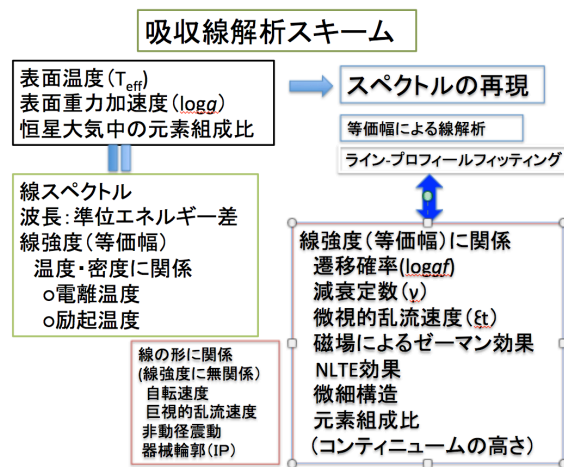 吸収線解析スキーム
表面温度(Teff)
表面重力加速度(logg)
恒星大気中の元素組成比
スペクトルの再現
等価幅による線解析
ライン-プロフィールフィッティング
線スペクトル
波長:準位エネルギー差
線強度(等価幅)
温度・密度に関係
○電離温度
○励起温度
線強度(等価幅)に関係
遷移確率(loggf)
減衰定数(γ)
微視的乱流速度(ξt)
磁場によるゼーマン効果
NLTE効果
微細構造
元素組成比
(コンティニュームの高さ)
線の形に関係
(線強度に無関係)
自転速度
巨視的乱流速度
非動径震動
器械輪郭(IP)